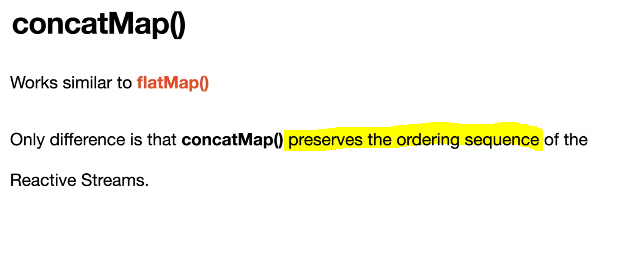 concatMap()
Works similar to flatMap()
Only difference is that concatMap() preserves the ordering sequence of the
Reactive Streams.